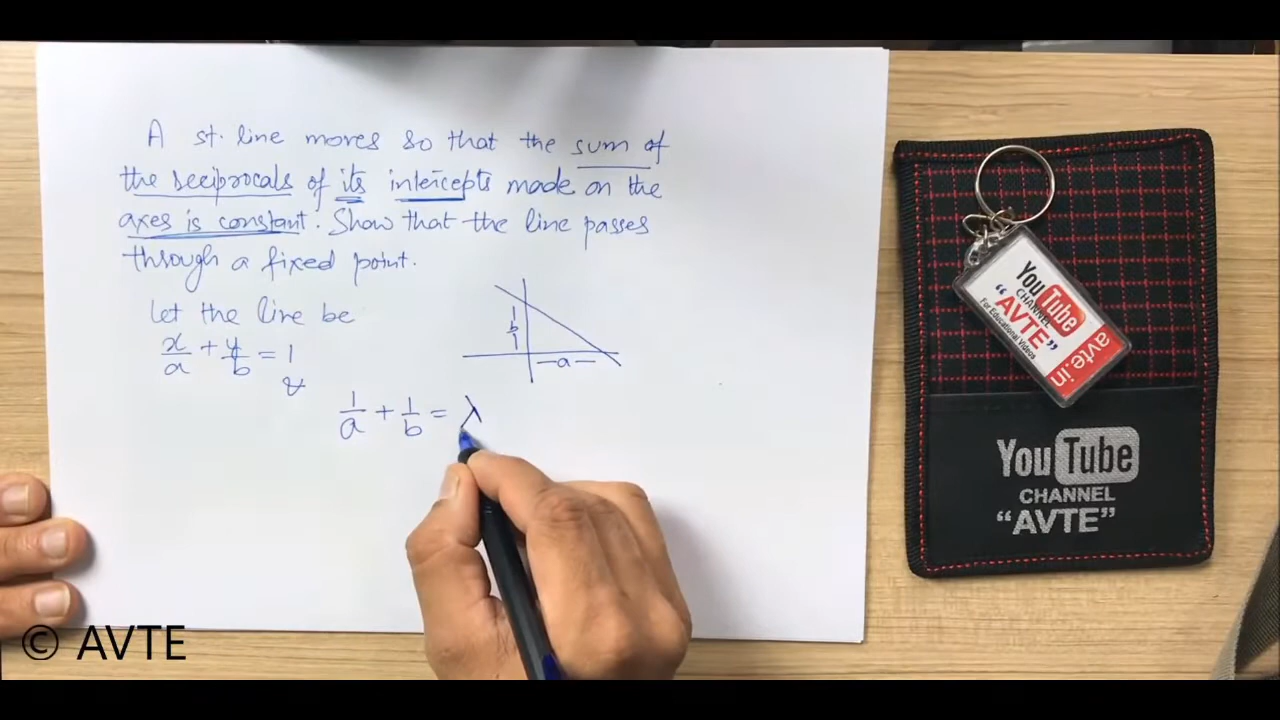 A st. line moves so that the sum of
the reciprocals of its intercepts made on the
axes is constant. Show that the line passes
through a fixed point.
Let the line be
x/a + y/b = 1
1/a + 1/b = λ
b
a
YouTube
CHANNEL
"AVTE"
For Educational Videos
avte.in
YouTube
CHANNEL
"AVTE"
© AVTE